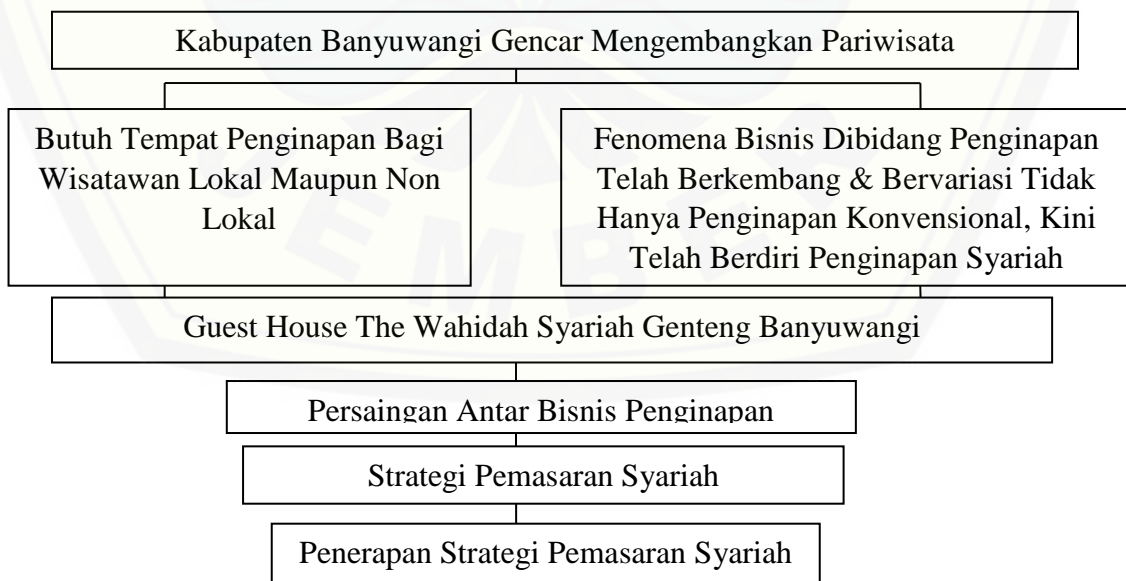 Kabupaten Banyuwangi Gencar Mengembangkan Pariwisata
Butuh Tempat Penginapan Bagi
Wisatawan Lokal Maupun Non
Lokal
Fenomena Bisnis Dibidang Penginapan
Telah Berkembang & Bervariasi Tidak
Hanya Penginapan Konvensional, Kini
Telah Berdiri Penginapan Syariah
Guest House The Wahidah Syariah Genteng Banyuwangi
Persaingan Antar Bisnis Penginapan
Strategi Pemasaran Syariah
Penerapan Strategi Pemasaran Syariah